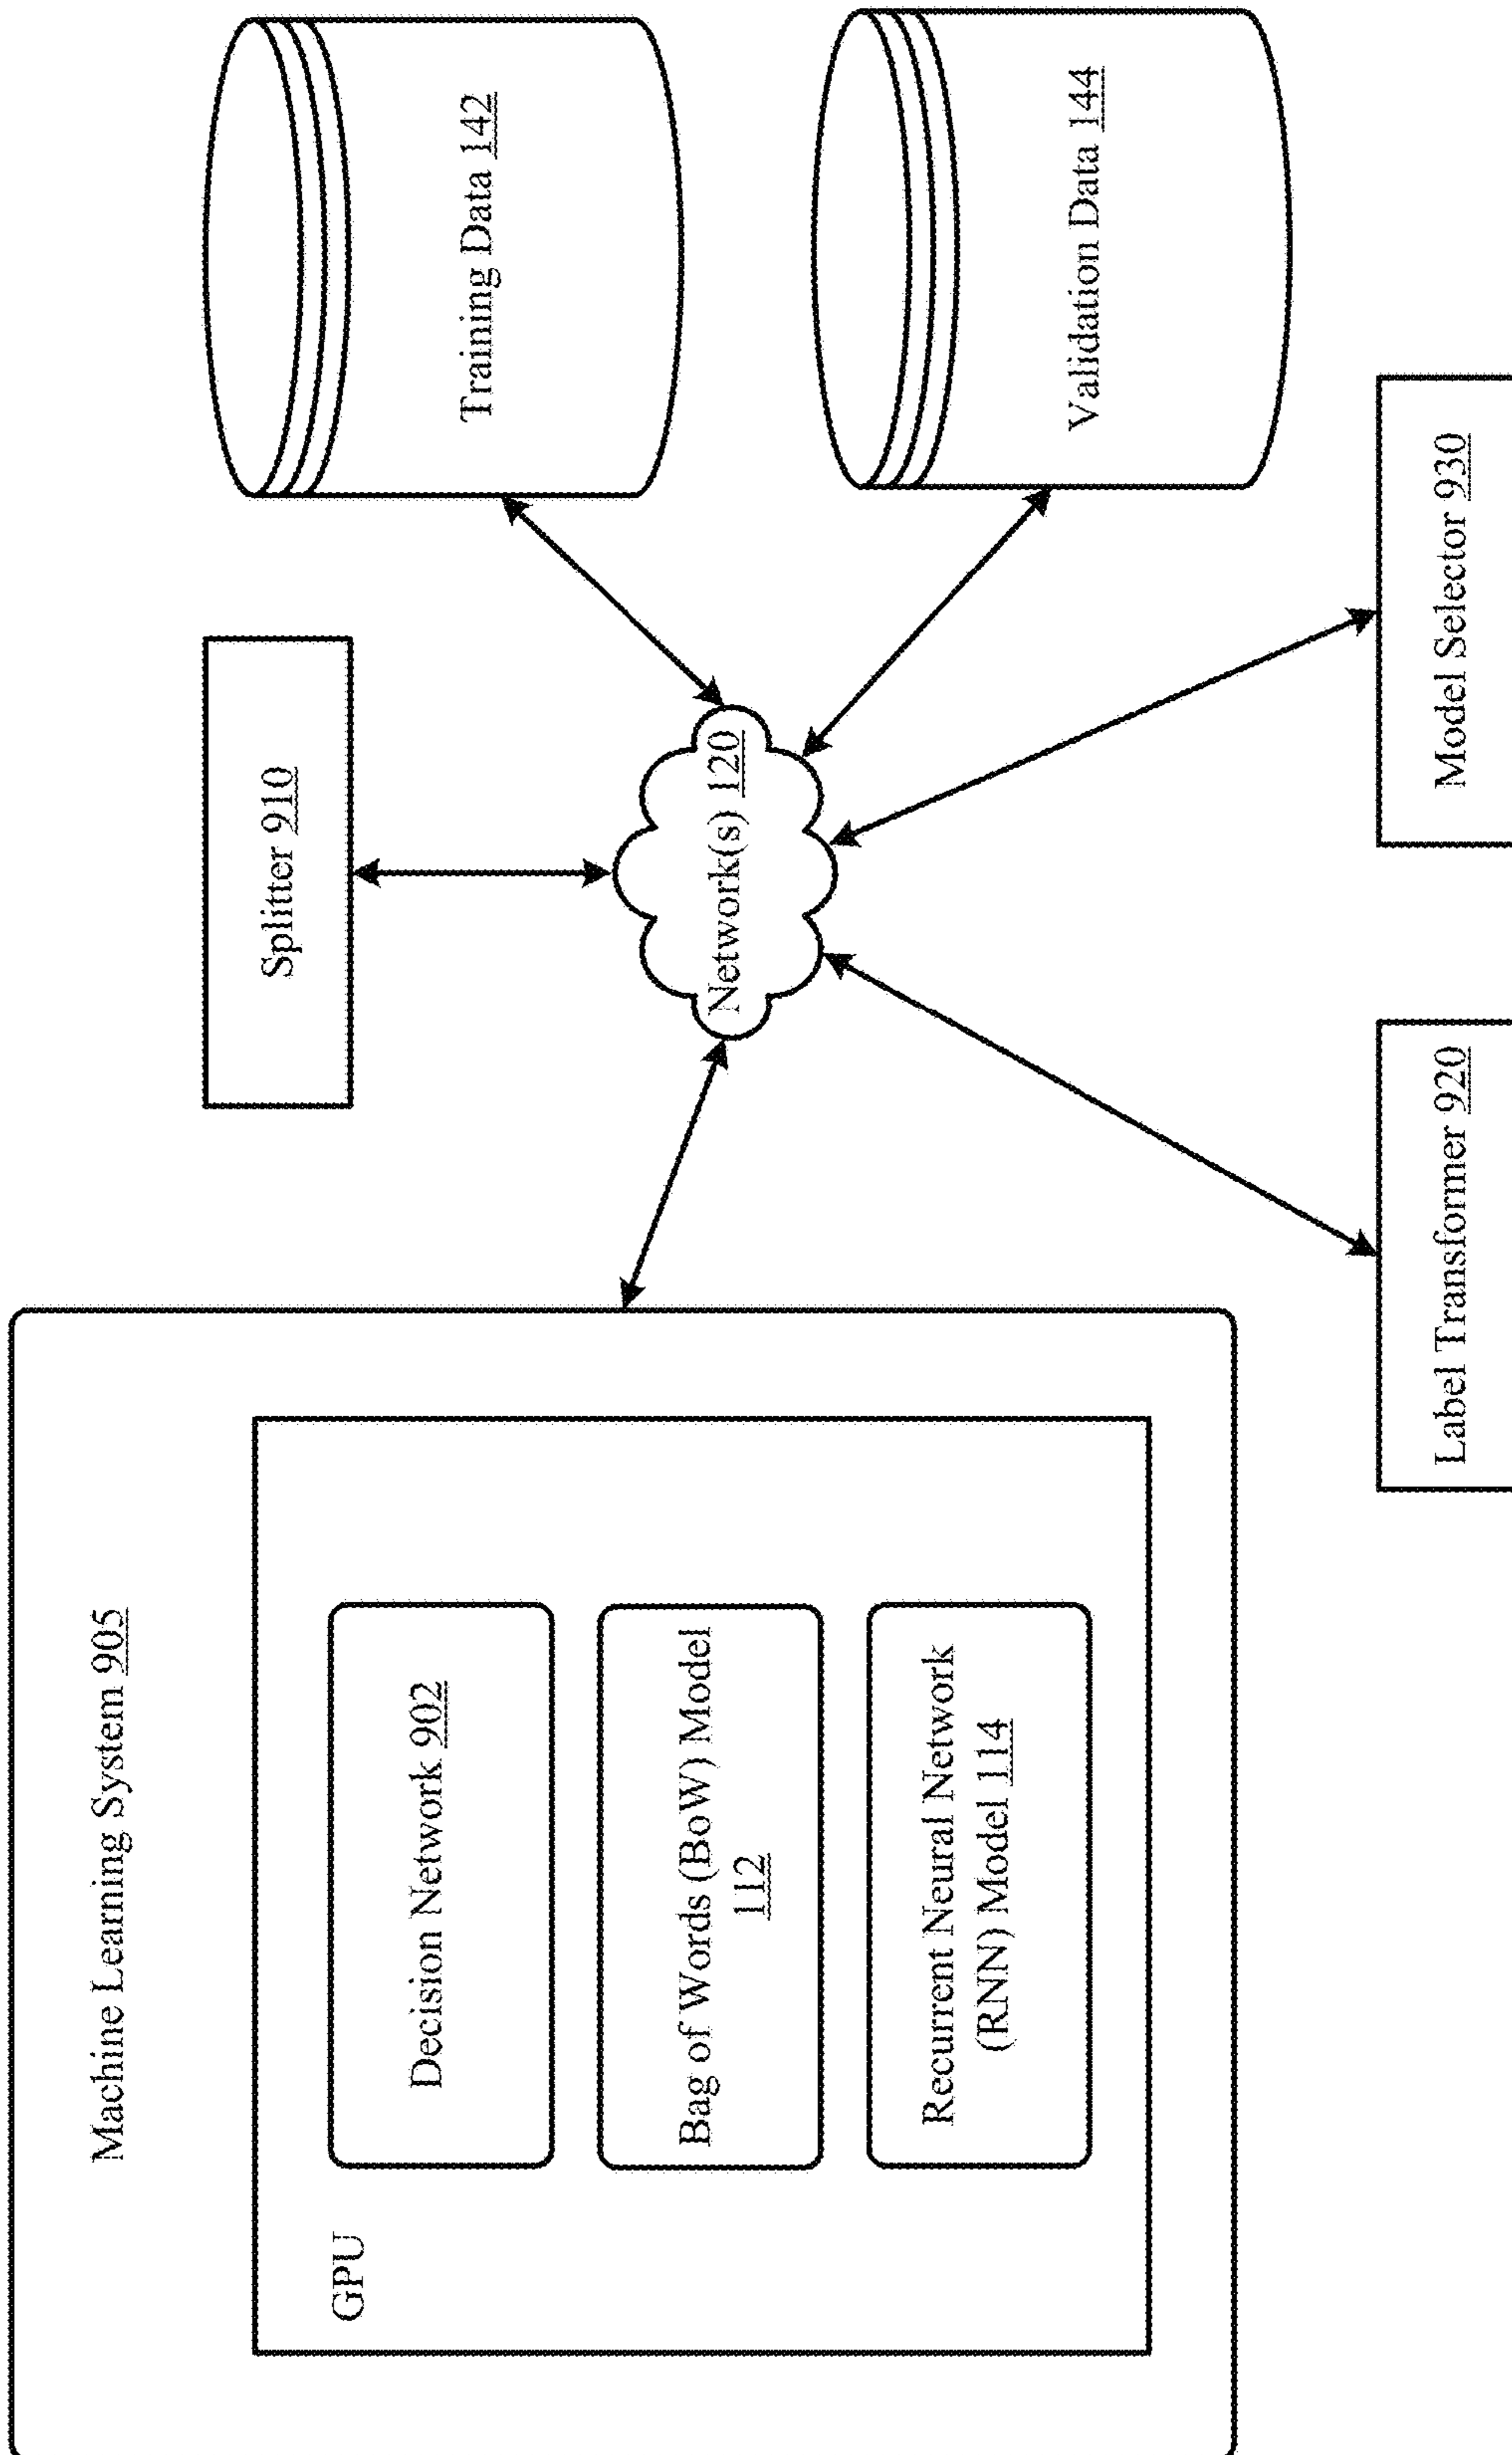 Machine Learning System 905
GPU
Decision Network 902
Bag of Words (BoW) Model
112
Recurrent Neural Network
(RNN) Model 114
Splitter 910
Network(s) 120
Training Data 142
Validation Data 144
Label Transformer 920
Model Selector 930